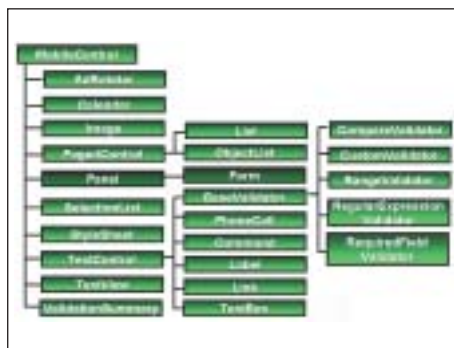 MobileControl
AdRotator
Calendar
Image
PagedControl
Panel
SelectionList
StyleSheet
TextControl
TextView
ValidationSummary
List
ObjectList
Form
BaseValidator
PhoneCall
Command
Label
Link
TextBox
CompareValidator
CustomValidator
RangeValidator
RegularExpression
Validator
RequiredField
Validator